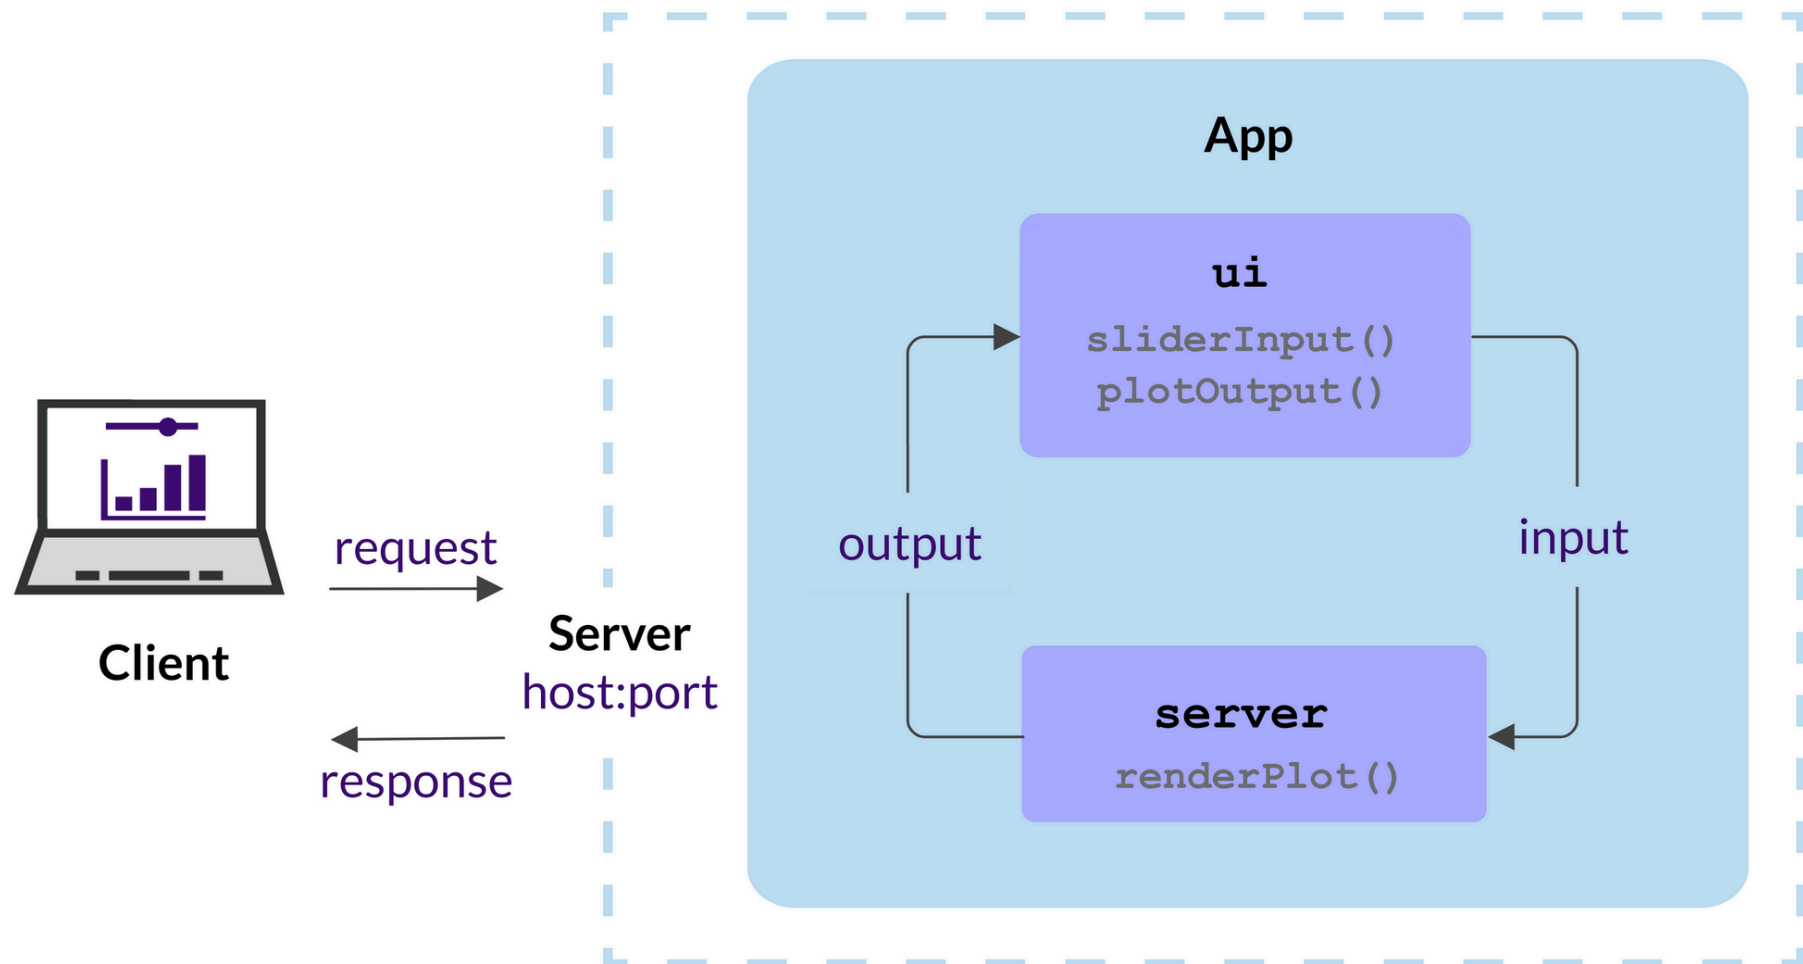 App
ui
sliderInput()
plotOutput()
output
input
request
Server
host:port
Client
server
renderPlot()
response